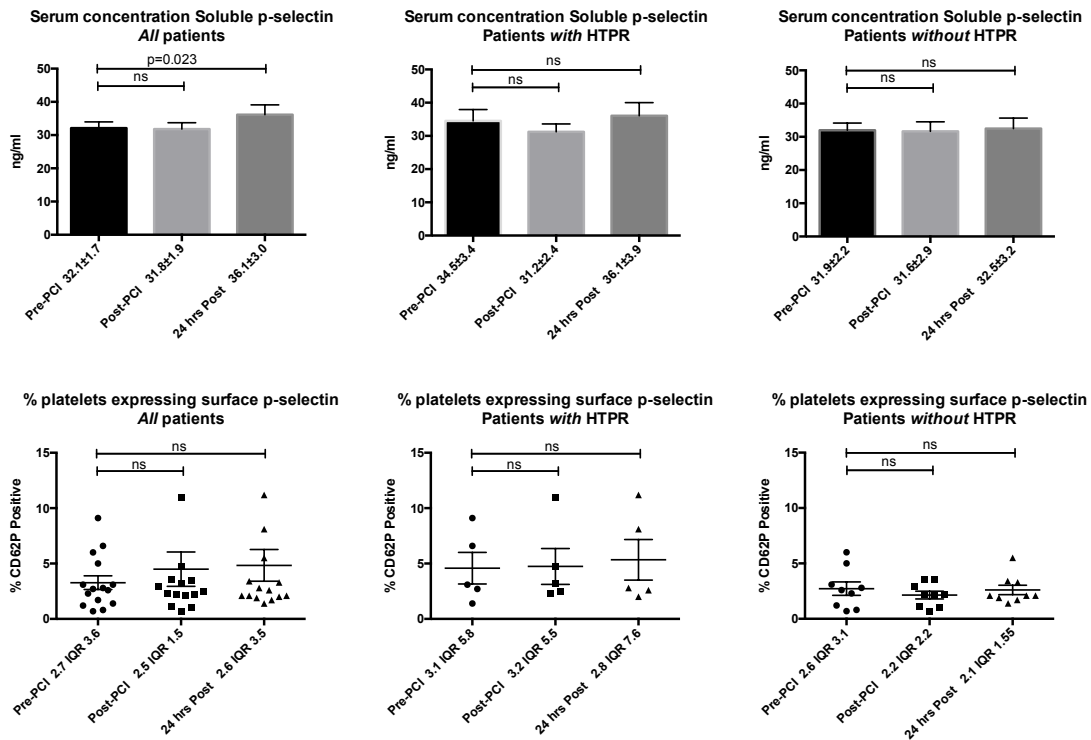 Serum concentration Soluble p-selectin
All patients
p=0.023
ns
50
40
30
20
10
0
ng/ml
Pre-PCI 32.1±1.7
Post-PCI 31.8±1.9
24 hrs Post 36.1±3.0
Serum concentration Soluble p-selectin
Patients with HTPR
ns
ns
50
40
30
20
10
0
ng/ml
Pre-PCI 34.5±3.4
Post-PCI 31.2±2.4
24 hrs Post 36.1±3.9
Serum concentration Soluble p-selectin
Patients without HTPR
ns
ns
50
40
30
20
10
0
ng/ml
Pre-PCI 31.9±2.2
Post-PCI 31.6±2.9
24 hrs Post 32.5±3.2
% platelets expressing surface p-selectin
All patients
ns
ns
15
10
5
0
% CD62P Positive
Pre-PCI 2.7 IQR 3.6
Post-PCI 2.5 IQR 1.5
24 hrs Post 2.6 IQR 3.5
% platelets expressing surface p-selectin
Patients with HTPR
ns
ns
15
10
5
0
% CD62P Positive
Pre-PCI 3.1 IQR 5.8
Post-PCI 3.2 IQR 5.5
24 hrs Post 2.8 IQR 7.6
% platelets expressing surface p-selectin
Patients without HTPR
ns
ns
15
10
5
0
% CD62P Positive
Pre-PCI 2.6 IQR 3.1
Post-PCI 2.2 IQR 2.2
24 hrs Post 2.1 IQR 1.55